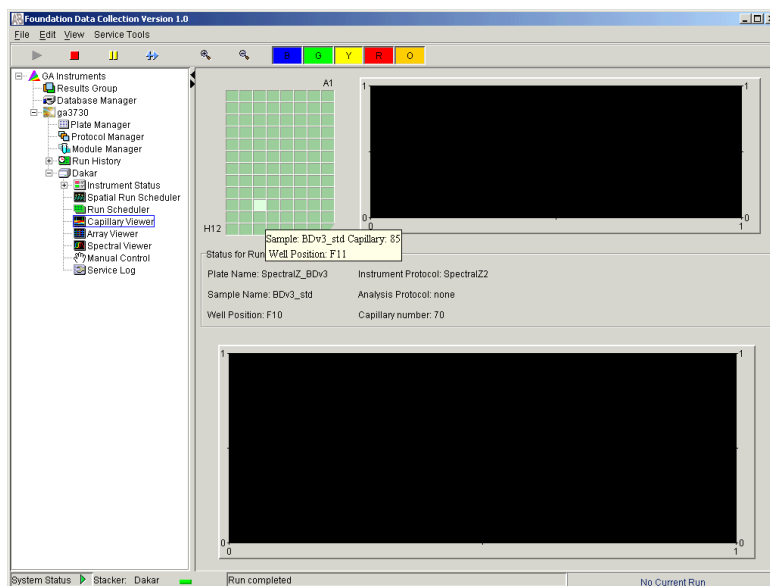 Foundation Data Collection Version 1.0
File Edit View Service Tools
G Y R O
GA Instruments
Results Group
Database Manager
ga3730
Plate Manager
Protocol Manager
Module Manager
Run History
Dakar
Instrument Status
Spatial Run Scheduler
Run Scheduler
Capillary Viewer
Array Viewer
Spectral Viewer
Manual Control
Service Log
A1
H12
1 1
0 0
0 1
Sample: BDv3_std Capillary: 85
Well Position: F11
Status for Run
Plate Name: SpectralZ_BDv3 Instrument Protocol: SpectralZ2
Sample Name: BDv3_std Analysis Protocol: none
Well Position: F10 Capillary number: 70
1 1
0 0
0 1
System Status Stacker: Dakar Run completed No Current Run